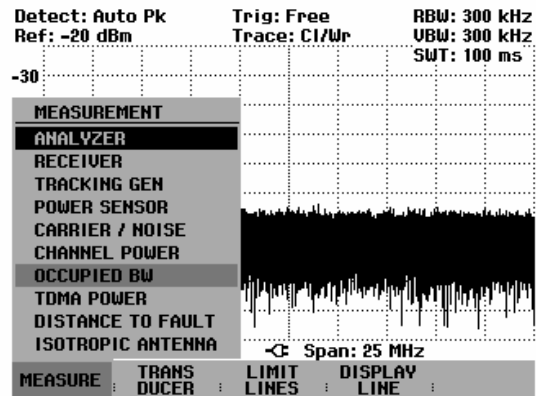 Detect: Auto Pk Trig: Free RBW: 300 kHz
Ref: -20 dBm Trace: Cl/Wr VBW: 300 kHz
SWT: 100 ms
-30
MEASUREMENT
ANALYZER
RECEIVER
TRACKING GEN
POWER SENSOR
CARRIER / NOISE
CHANNEL POWER
OCCUPIED BW
TDMA POWER
DISTANCE TO FAULT
ISOTROPIC ANTENNA
Span: 25 MHz
MEASURE
TRANS
DUCER
LIMIT
LINES
DISPLAY
LINE